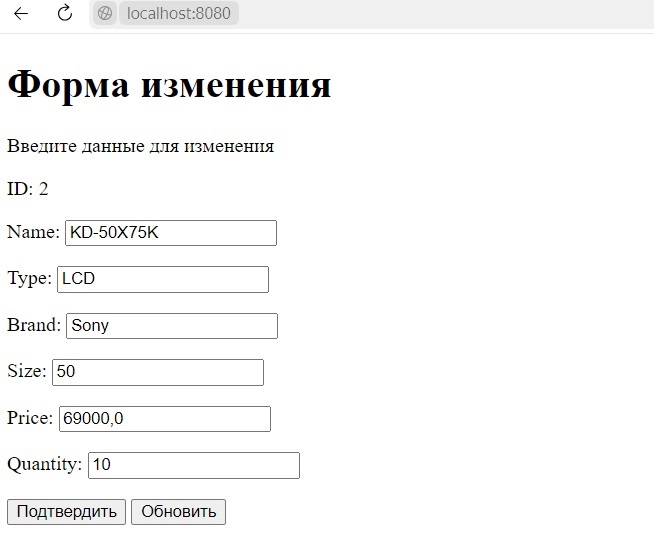 localhost:8080
Форма изменения
Введите данные для изменения
ID: 2
Name: KD-50X75K
Type: LCD
Brand: Sony
Size: 50
Price: 69000,0
Quantity: 10
Подтвердить Обновить